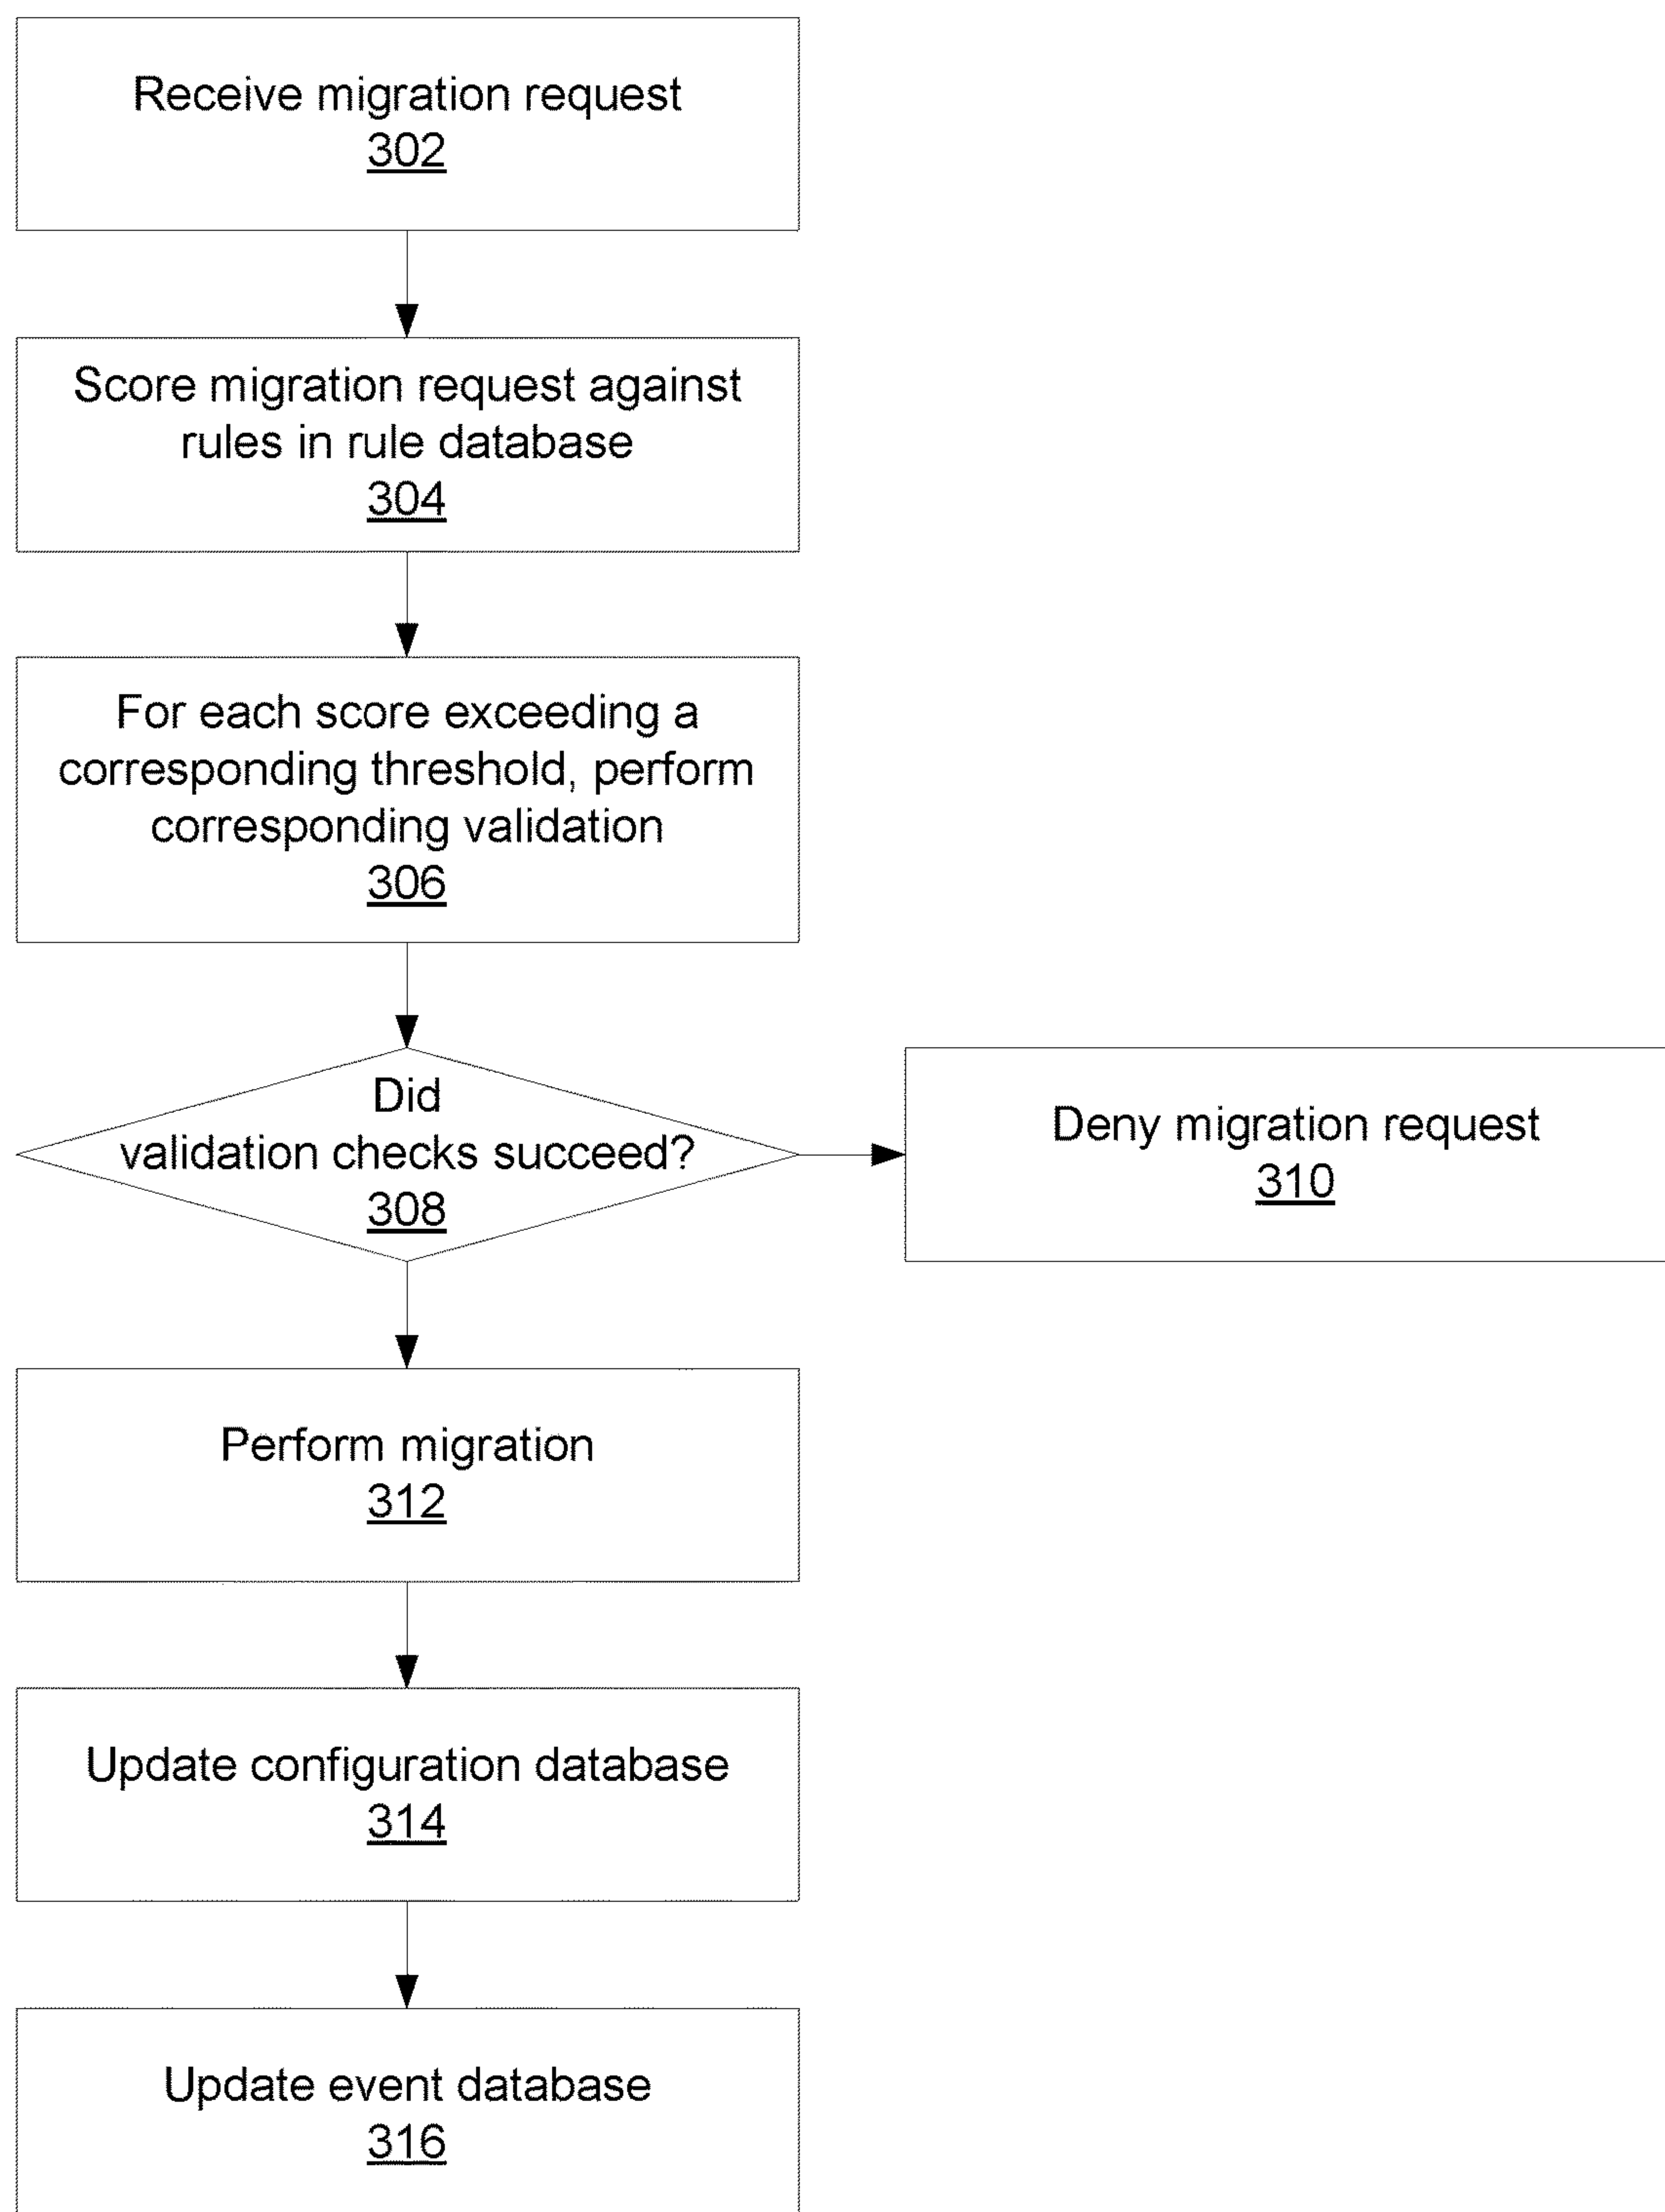 Receive migration request
302
Score migration request against
rules in rule database
304
For each score exceeding a
corresponding threshold, perform
corresponding validation
306
Did
validation checks succeed?
308
Deny migration request
310
Perform migration
312
Update configuration database
314
Update event database
316